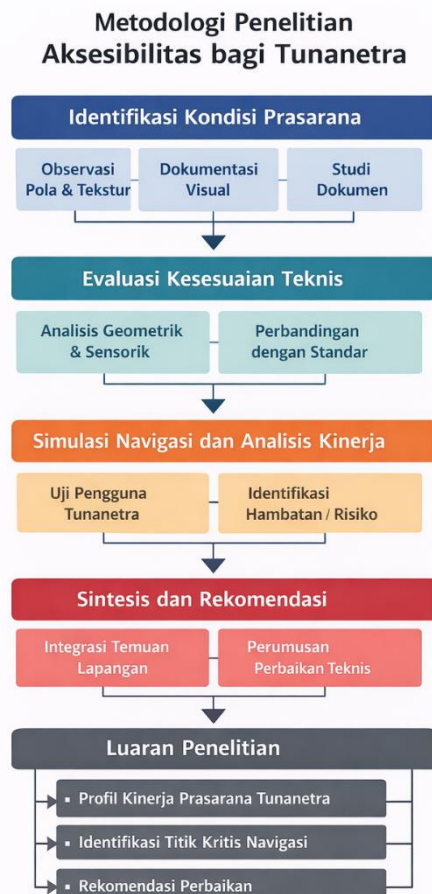 Metodologi Penelitian
Aksesibilitas bagi Tunanetra
Identifikasi Kondisi Prasarana
Observasi
Pola & Tekstur
Dokumentasi
Visual
Studi
Dokumen
Evaluasi Kesesuaian Teknis
Analisis Geometrik
& Sensorik
Perbandingan
dengan Standar
Simulasi Navigasi dan Analisis Kinerja
Uji Pengguna
Tunanetra
Identifikasi
Hambatan / Risiko
Sintesis dan Rekomendasi
Integrasi Temuan
Lapangan
Perumusan
Perbaikan Teknis
Luaran Penelitian
▪ Profil Kinerja Prasarana Tunanetra
▪ Identifikasi Titik Kritis Navigasi
▪ Rekomendasi Perbaikan